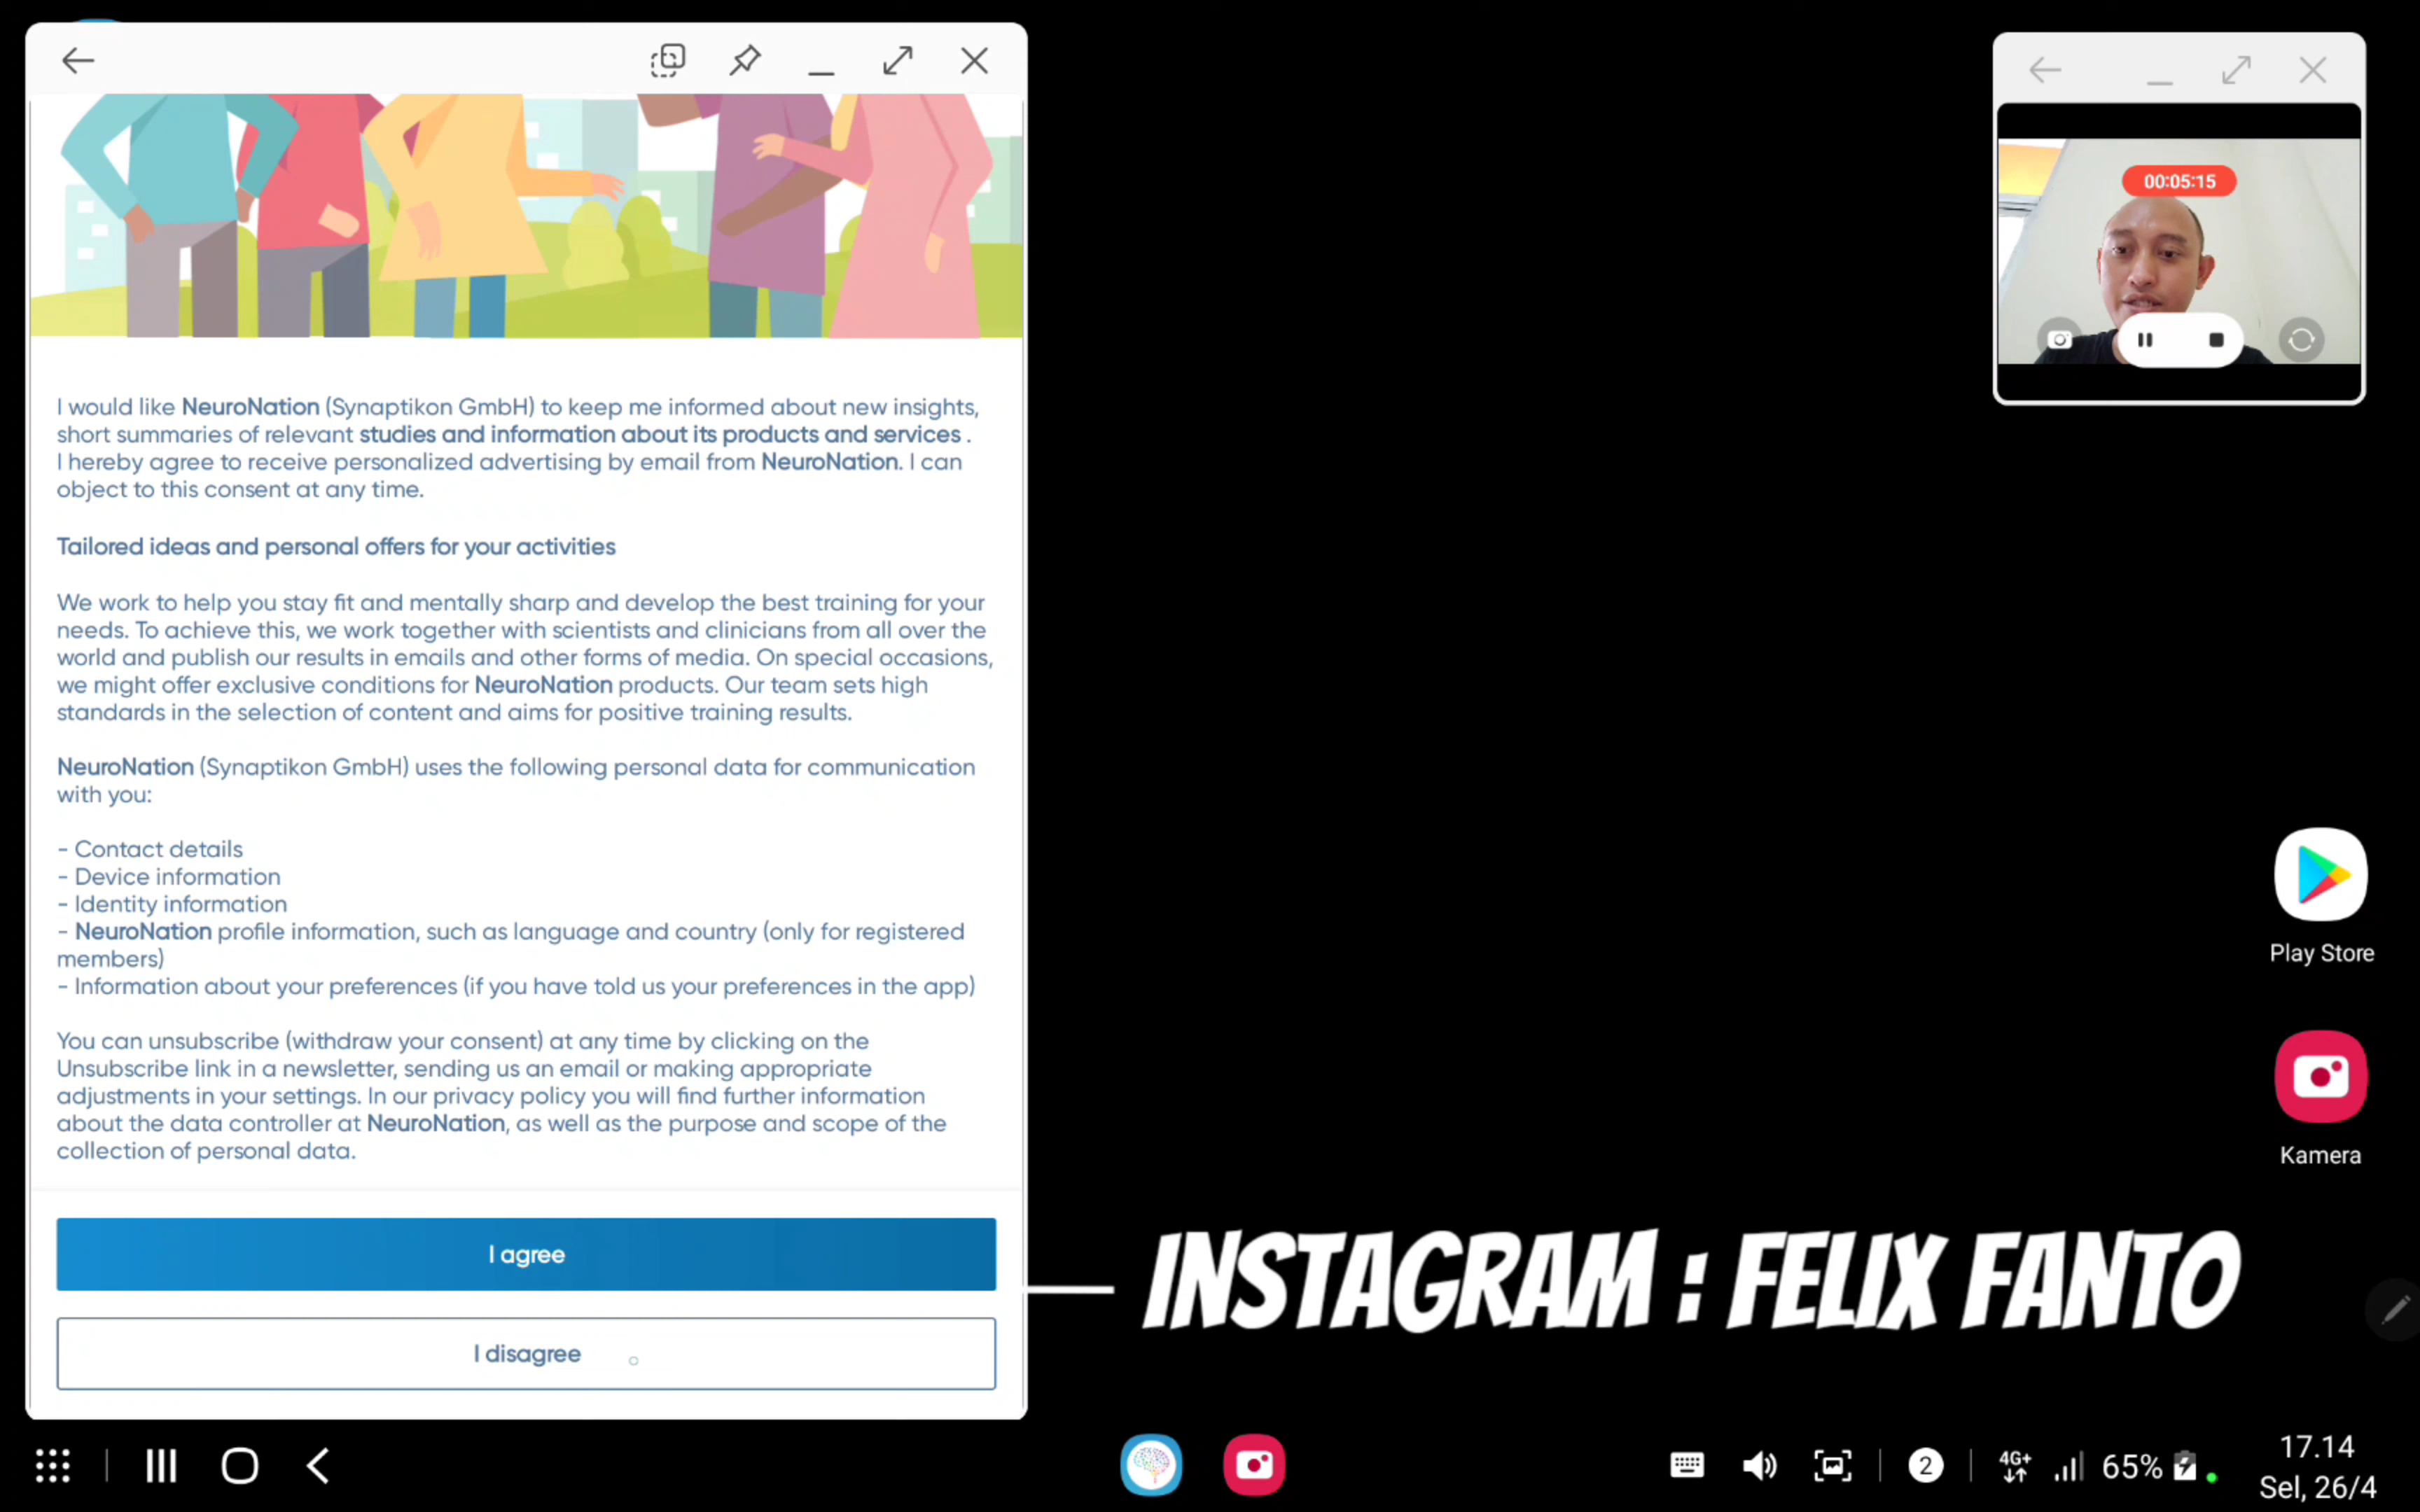 00:05:15
I would like NeuroNation (Synaptikon GmbH) to keep me informed about new insights,
short summaries of relevant studies and information about its products and services .
I hereby agree to receive personalized advertising by email from NeuroNation. I can
object to this consent at any time.
Tailored ideas and personal offers for your activities
We work to help you stay fit and mentally sharp and develop the best training for your
needs. To achieve this, we work together with scientists and clinicians from all over the
world and publish our results in emails and other forms of media. On special occasions,
we might offer exclusive conditions for NeuroNation products. Our team sets high
standards in the selection of content and aims for positive training results.
NeuroNation (Synaptikon GmbH) uses the following personal data for communication
with you:
- Contact details
- Device information
- Identity information
- NeuroNation profile information, such as language and country (only for registered
members)
- Information about your preferences (if you have told us your preferences in the app)
You can unsubscribe (withdraw your consent) at any time by clicking on the
Unsubscribe link in a newsletter, sending us an email or making appropriate
adjustments in your settings. In our privacy policy you will find further information
about the data controller at NeuroNation, as well as the purpose and scope of the
collection of personal data.
I agree
I disagree
Play Store
Kamera
INSTAGRAM : FELIX FANTO
2
4G+
65%
17.14
Sel, 26/4